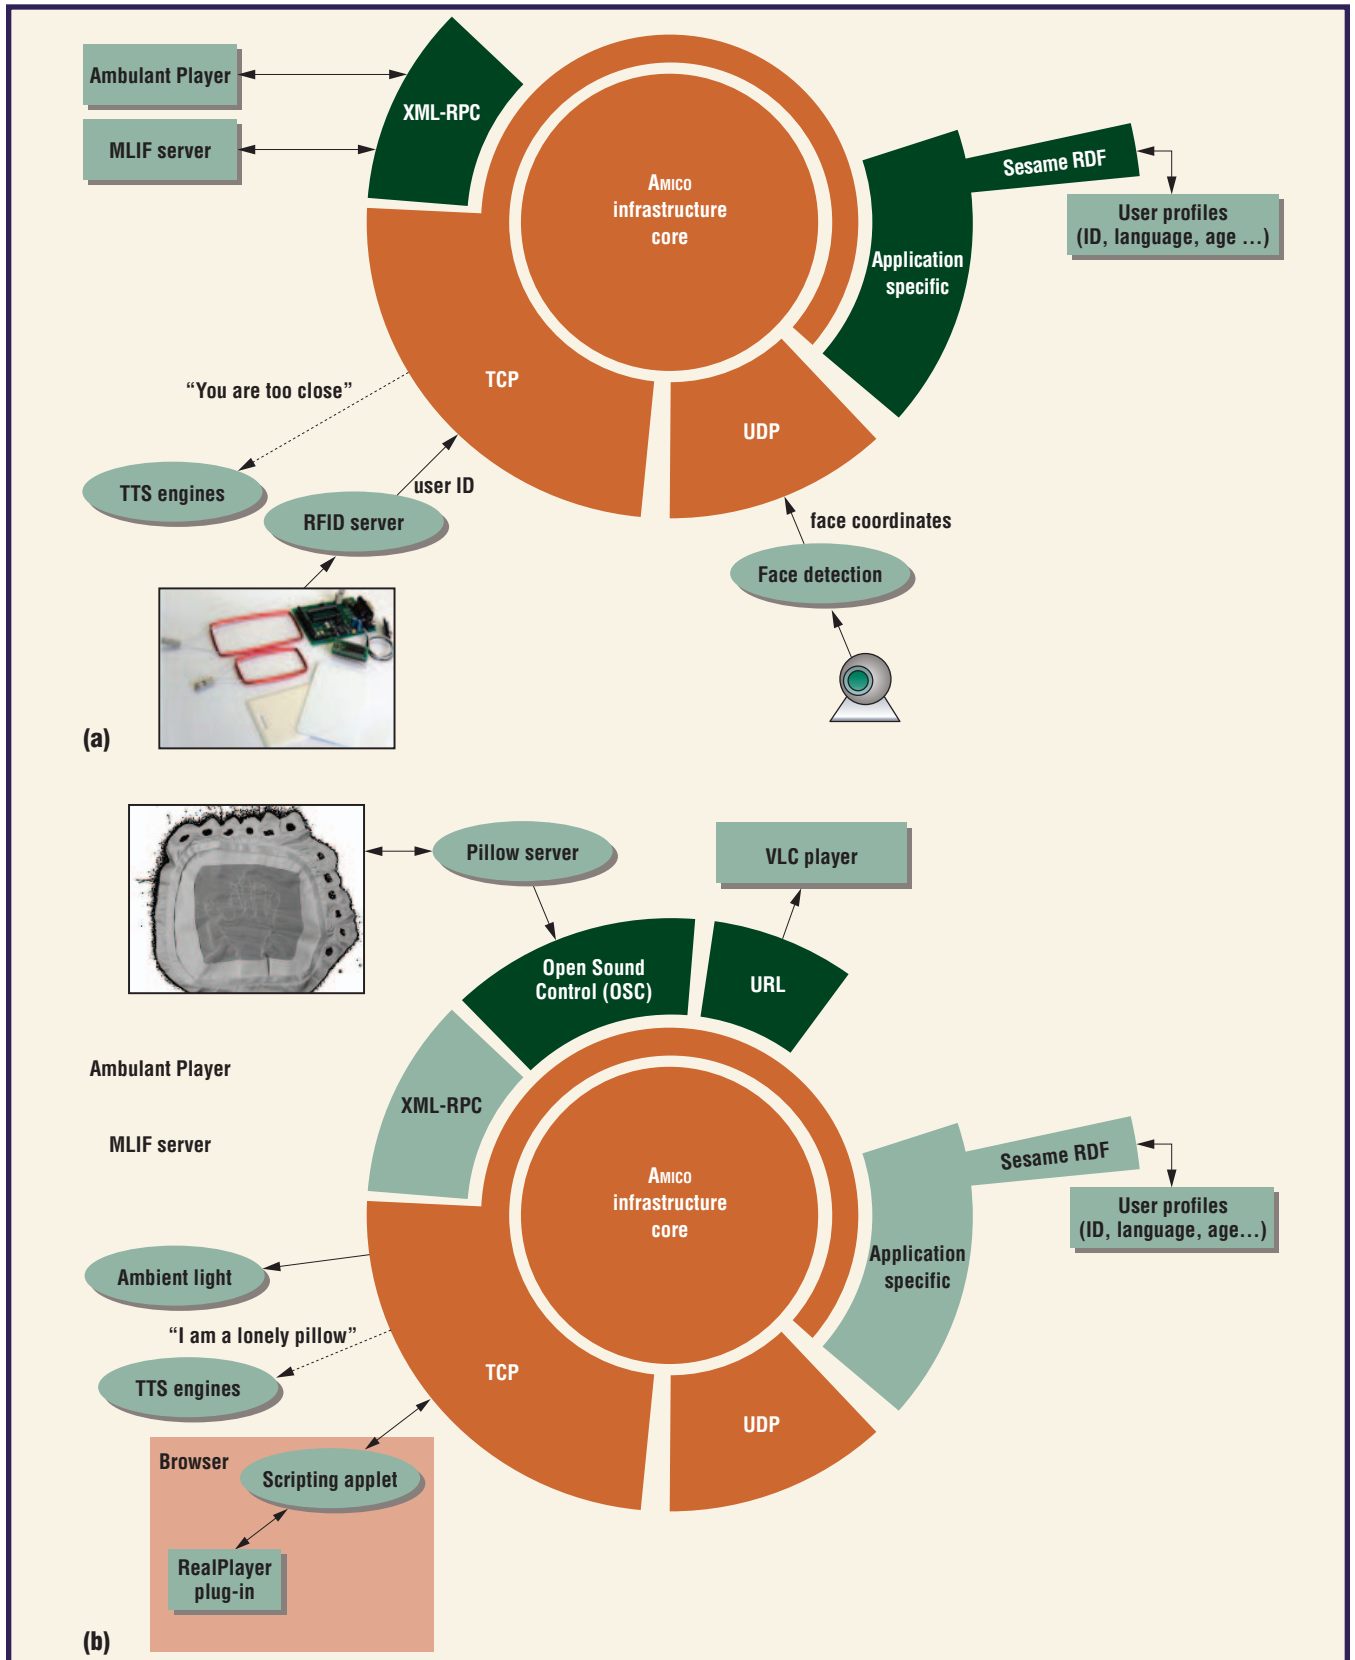 Ambulant Player
XML-RPC
MLIF server
AMICO
infrastructure
core
Sesame RDF
User profiles
(ID, language, age ...)
Application
specific
TCP
"You are too close"
UDP
TTS engines
user ID
RFID server
face coordinates
Face detection
(a)
Pillow server
VLC player
Open Sound
Control (OSC)
URL
Ambulant Player
XML-RPC
MLIF server
AMICO
infrastructure
core
Sesame RDF
User profiles
(ID, language, age...)
Application
specific
Ambient light
"I am a lonely pillow"
TCP
TTS engines
UDP
Browser
Scripting applet
RealPlayer
plug-in
(b)